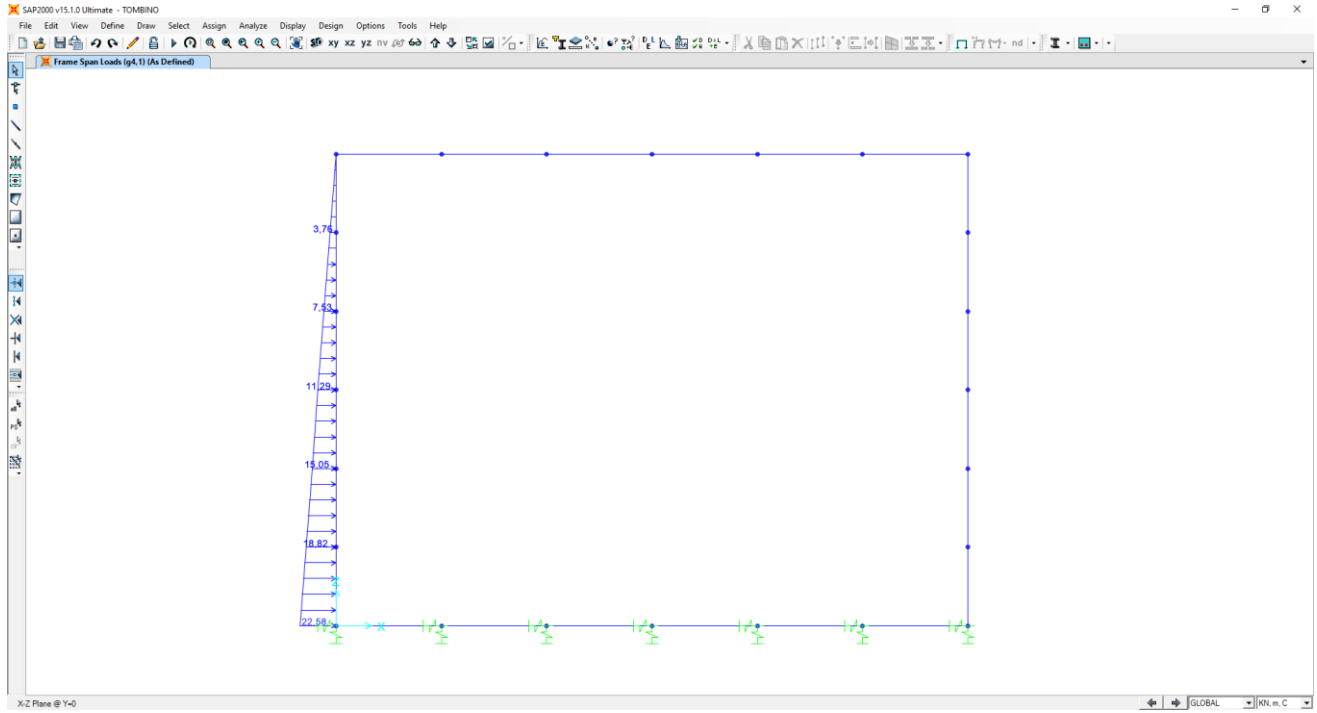 SAP2000 v15.1.0 Ultimate - TOMBINO
File Edit View Define Draw Select Assign Analyze Display Design Options Tools Help
xy xz yz nv nd
Frame Span Loads (g4,1) (As Defined)
3,76
7,53
11,29
15,05
18,82
Z
22,58
X
X-Z Plane @ Y=0
GLOBAL
KN, m, C